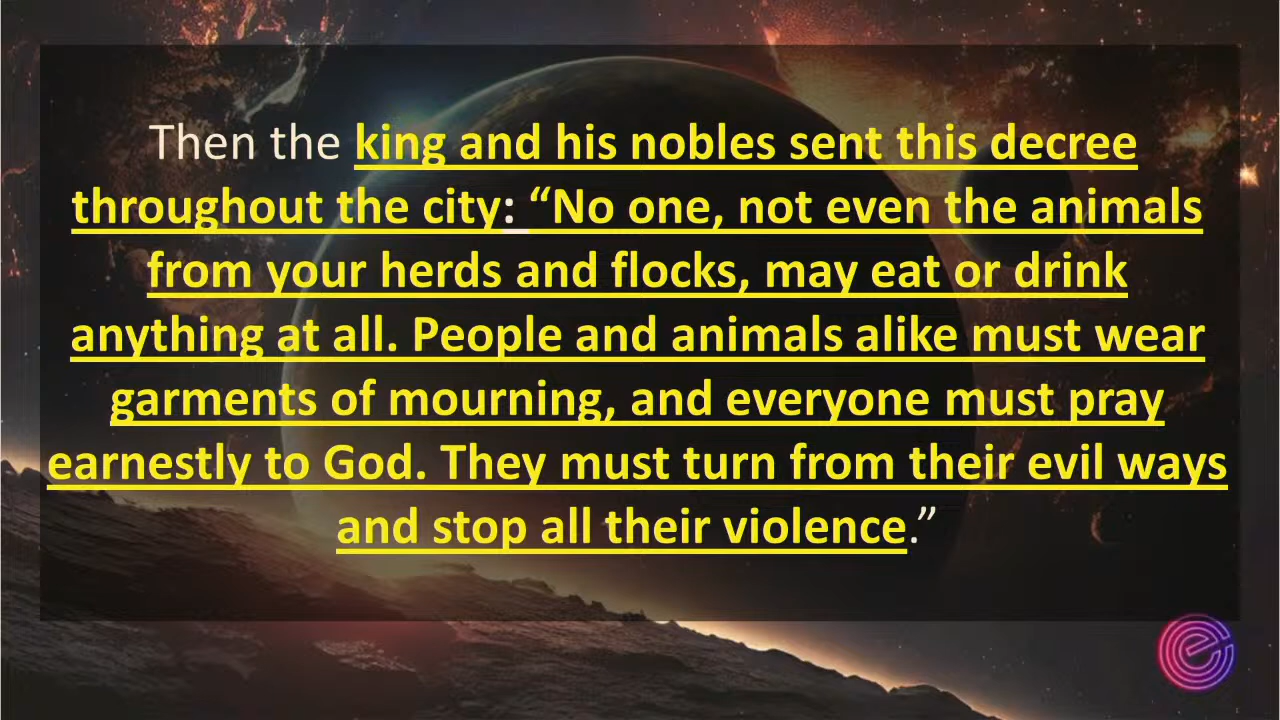 Then the king and his nobles sent this decree
throughout the city: “No one, not even the animals
from your herds and flocks, may eat or drink
anything at all. People and animals alike must wear
garments of mourning, and everyone must pray
earnestly to God. They must turn from their evil ways
and stop all their violence.”